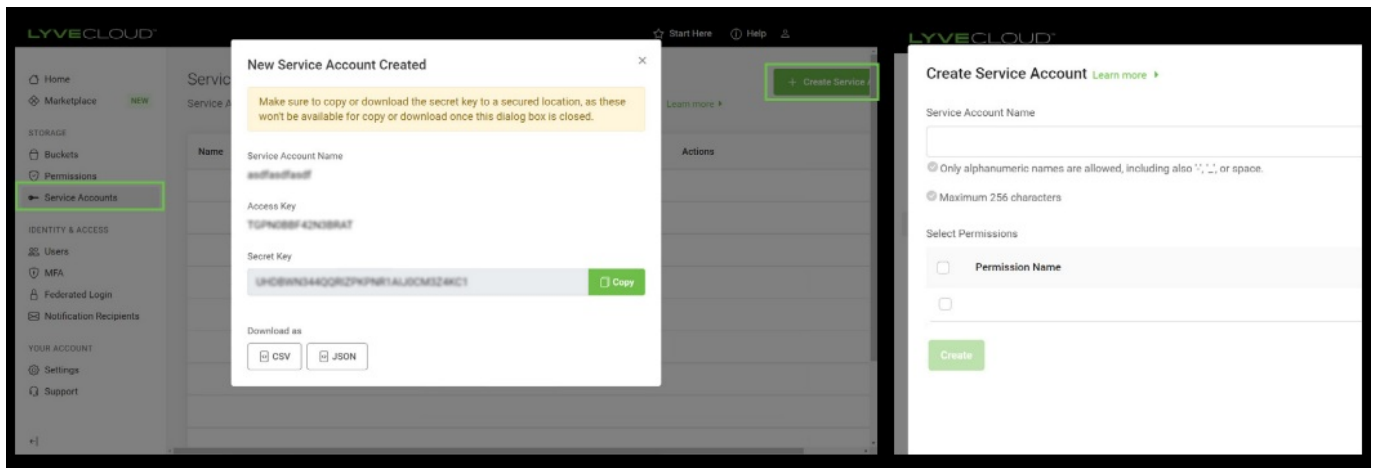 LYVECLOUD
Start Here
Help
Home
Marketplace NEW
STORAGE
Buckets
Permissions
Service Accounts
IDENTITY & ACCESS
Users
MFA
Federated Login
Notification Recipients
YOUR ACCOUNT
Settings
Support
Servic
+ Create Service A
Service A
Learn more
Name
Actions
New Service Account Created
×
Make sure to copy or download the secret key to a secured location, as these
won't be available for copy or download once this dialog box is closed.
Service Account Name
Access Key
Secret Key
Copy
Download as
CSV
JSON
LYVECLOUD
Create Service Account Learn more
Service Account Name
Only alphanumeric names are allowed, including also '-', '_', or space.
Maximum 256 characters
Select Permissions
Permission Name
Create